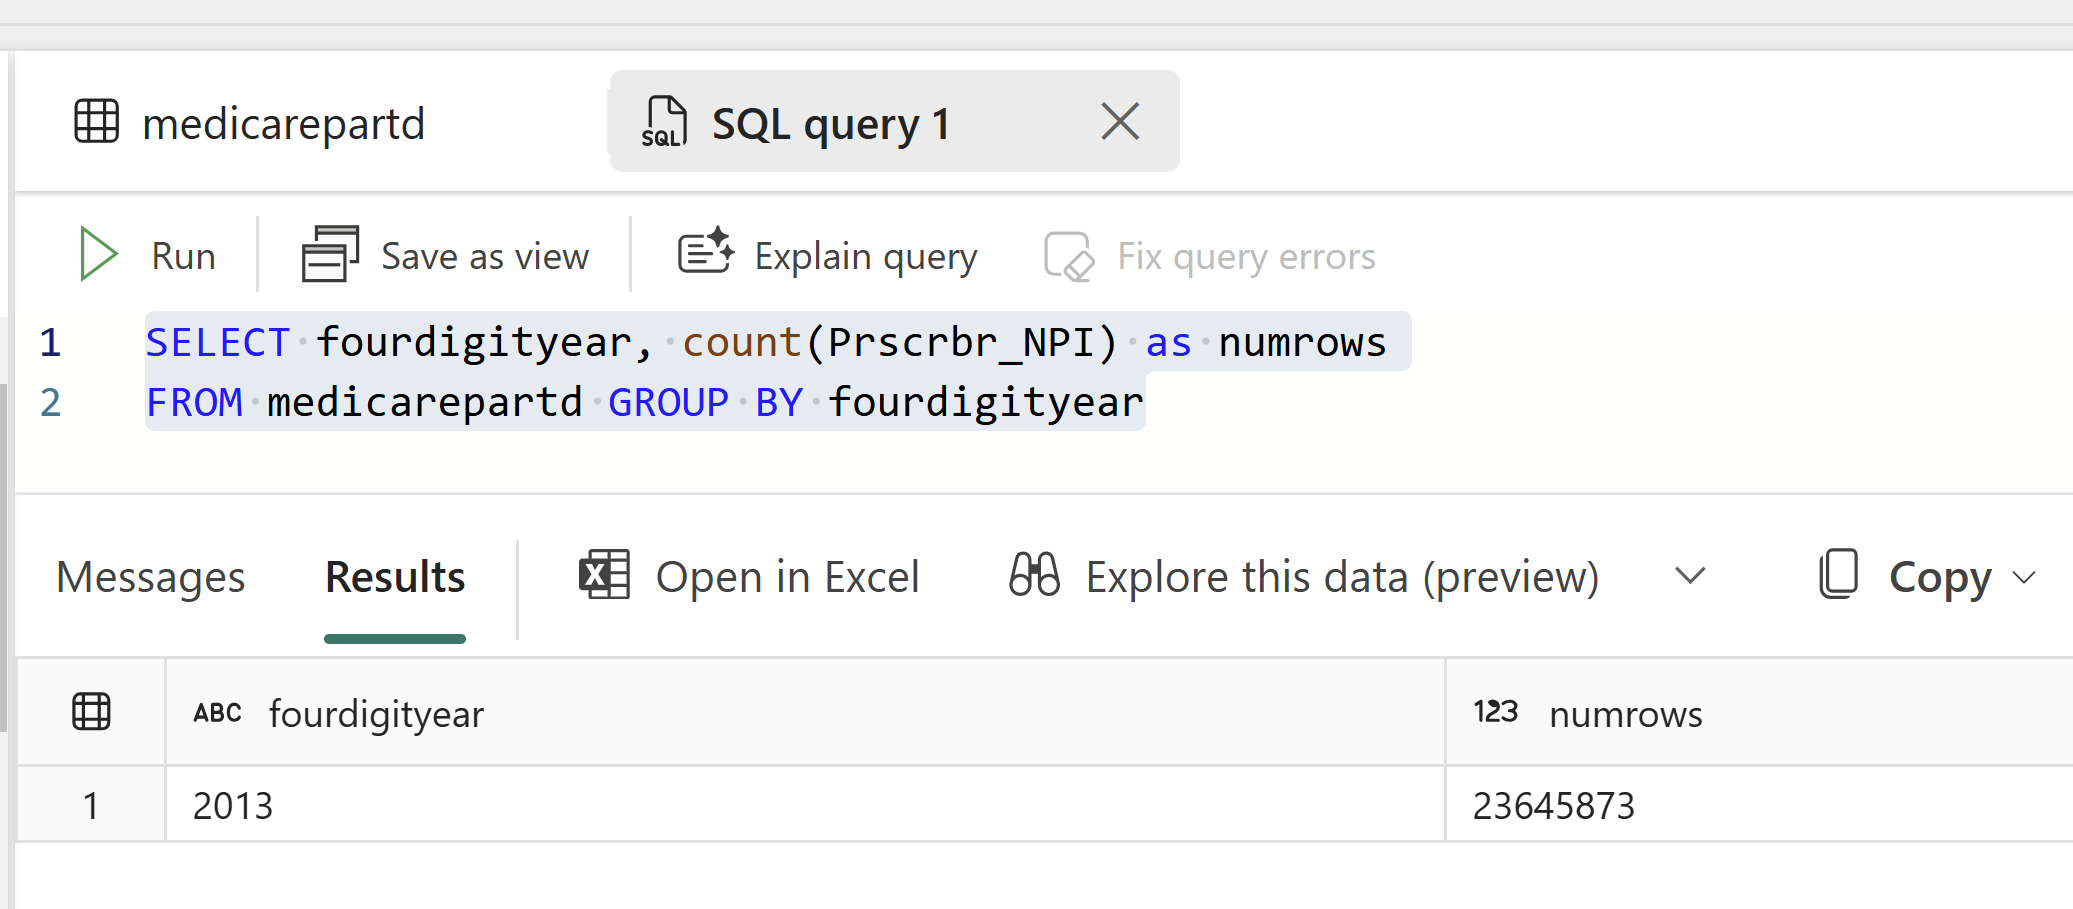 medicarepartd
SQL SQL query 1
Run Save as view Explain query Fix query errors
1 SELECT fourdigityear, count(Prscrbr_NPI) as numrows
2 FROM medicarepartd GROUP BY fourdigityear
Messages Results Open in Excel Explore this data (preview) Copy
ABC fourdigityear 123 numrows
1 2013 23645873